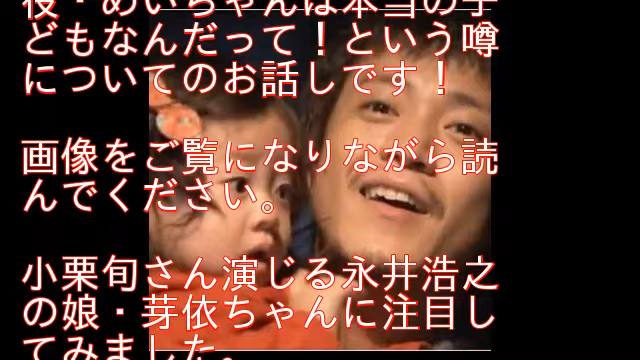 役・めいちゃんは本当の子
どもなんだって！という噂
についてのお話しです！
画像をご覧になりながら読
んでください。
小栗旬さん演じる永井浩之
の娘・芽依ちゃんに注目し
てみました。